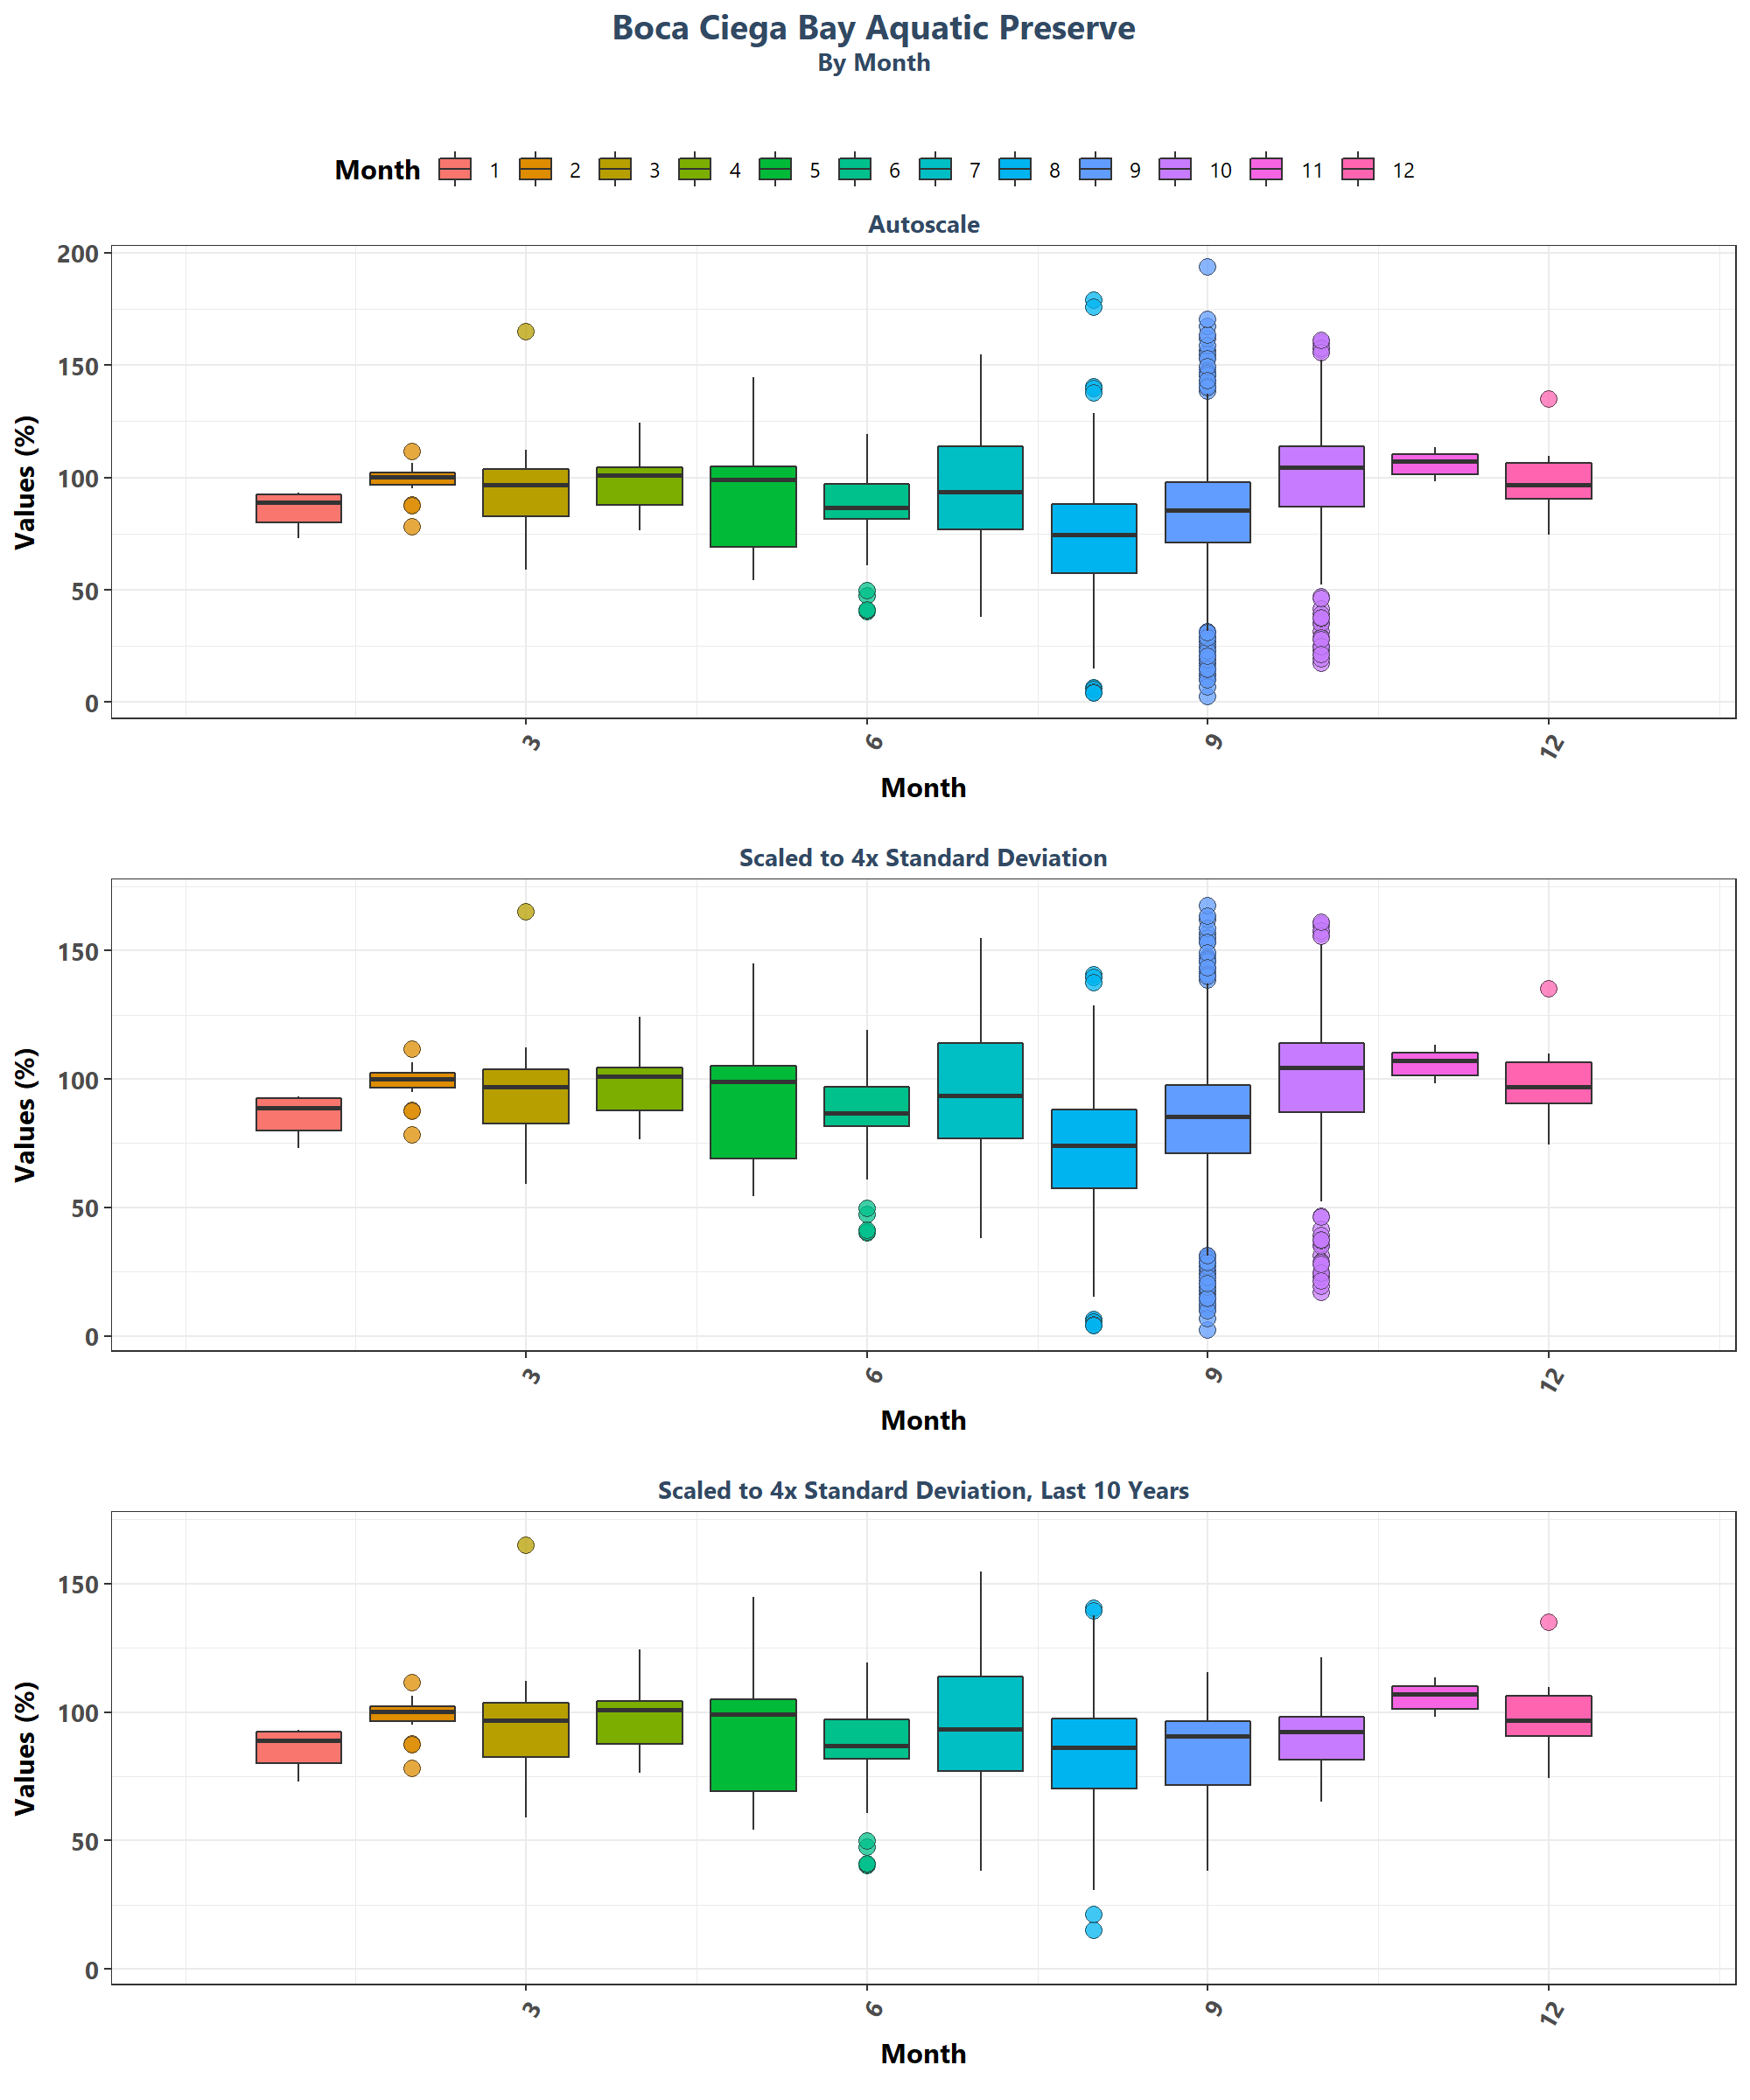 Boca Ciega Bay Aquatic Preserve
By Month
Month 1 2 3 4 5 6 7 8 9 10 11 12
Autoscale
Values (%)
200
150
100
50
0
3 6 9 12
Month
Scaled to 4x Standard Deviation
Values (%)
150
100
50
0
3 6 9 12
Month
Scaled to 4x Standard Deviation, Last 10 Years
Values (%)
150
100
50
0
3 6 9 12
Month